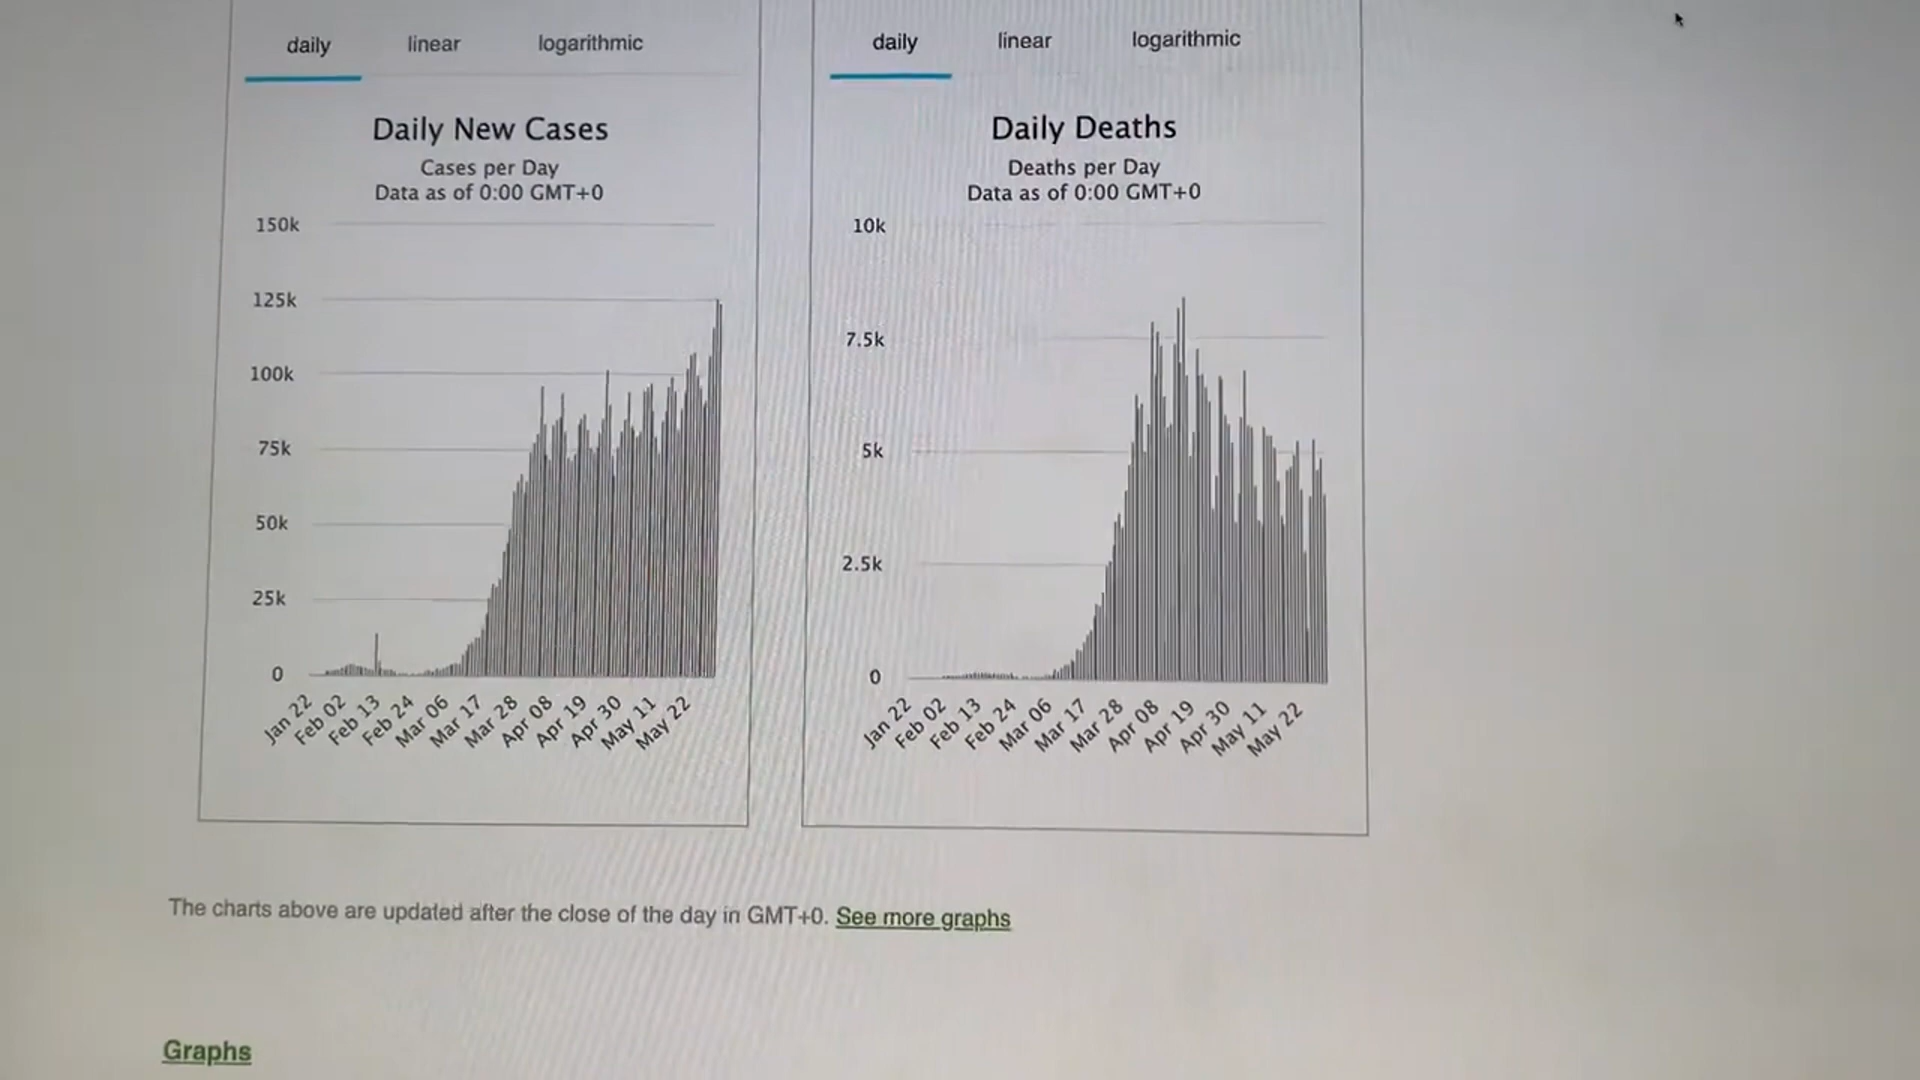 daily linear logarithmic
Daily New Cases
Cases per Day
Data as of 0:00 GMT+0
150k
125k
100k
75k
50k
25k
0
Jan 22
Feb 02
Feb 13
Feb 24
Mar 06
Mar 17
Mar 28
Apr 08
Apr 19
Apr 30
May 11
May 22
daily linear logarithmic
Daily Deaths
Deaths per Day
Data as of 0:00 GMT+0
10k
7.5k
5k
2.5k
0
Jan 22
Feb 02
Feb 13
Feb 24
Mar 06
Mar 17
Mar 28
Apr 08
Apr 19
Apr 30
May 11
May 22
The charts above are updated after the close of the day in GMT+0. See more graphs
Graphs